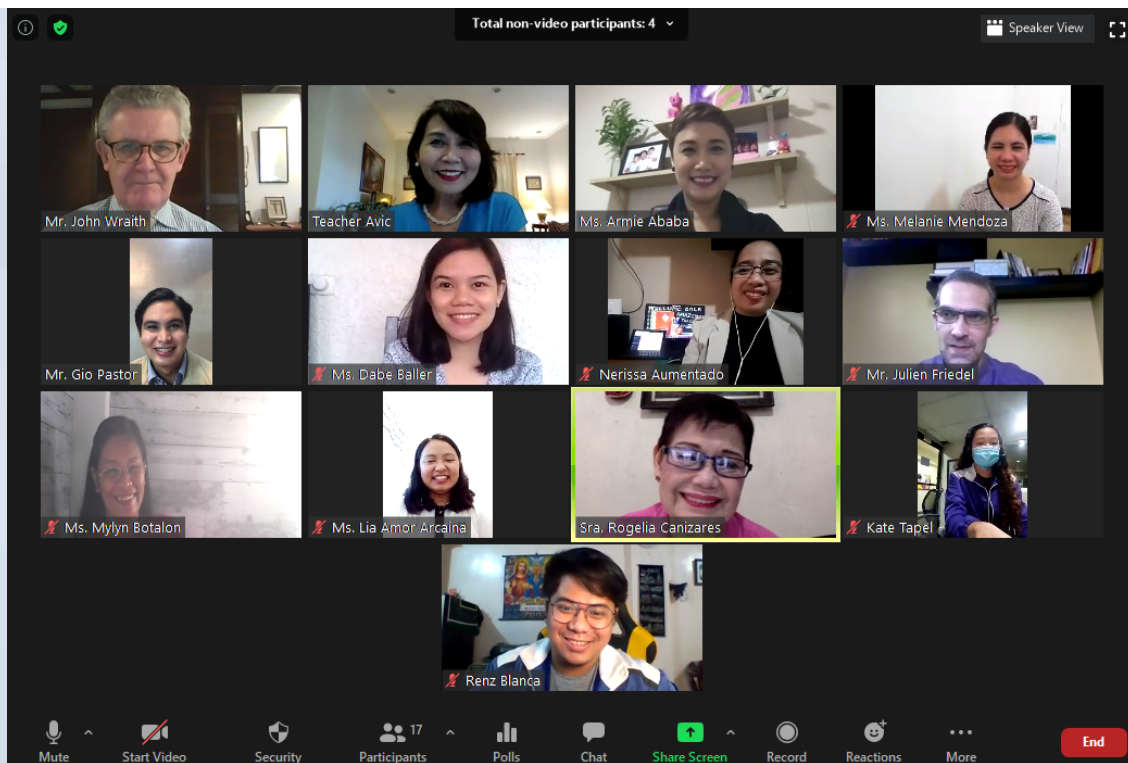 Total non-video participants: 4
Speaker View
Mr. John Wraith
Teacher Avic
Ms. Armie Ababa
Ms. Melanie Mendoza
Mr. Gio Pastor
Ms. Dabe Baller
WELCOME BACK
Nerissa Aumentado
Mr. Julien Friedel
Ms. Mylyn Botalon
Ms. Lia Amor Arcaina
Sra. Rogelia Canizares
Kate Tapel
Renz Blanca
17
Mute
Start Video
Security
Participants
Polls
Chat
Share Screen
Record
Reactions
More
End